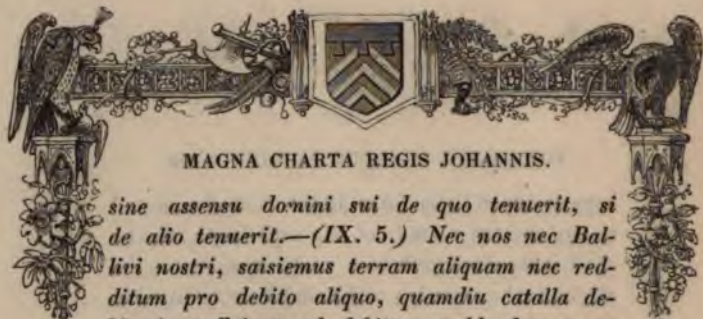 MAGNA CHARTA REGIS JOHANNIS.
sine assensu domini sui de quo tenuerit, si
de alio tenuerit.—(IX. 5.) Nec nos nec Bal-
livi nostri, saisiemus terram aliquam nec red-
ditum pro debito aliquo, quamdiu catalla de-